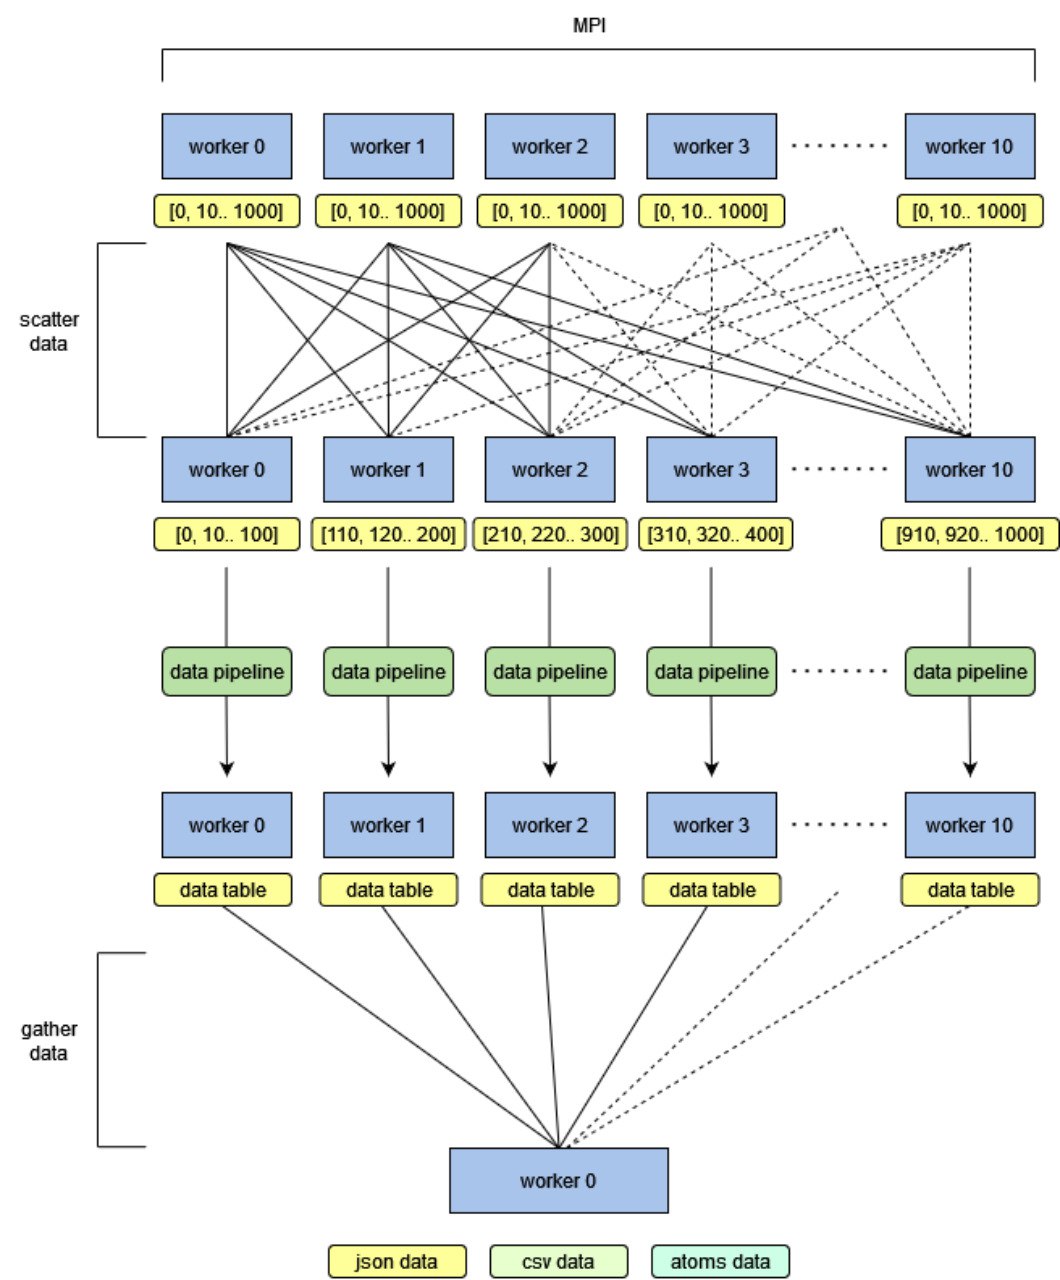 MPI
worker 0
worker 1
worker 2
worker 3
worker 10
[0, 10.. 1000]
[0, 10.. 1000]
[0, 10.. 1000]
[0, 10.. 1000]
[0, 10.. 1000]
scatter
data
worker 0
worker 1
worker 2
worker 3
worker 10
[0, 10.. 100]
[110, 120.. 200]
[210, 220.. 300]
[310, 320.. 400]
[910, 920.. 1000]
data pipeline
data pipeline
data pipeline
data pipeline
data pipeline
worker 0
worker 1
worker 2
worker 3
worker 10
data table
data table
data table
data table
data table
gather
data
worker 0
json data
csv data
atoms data